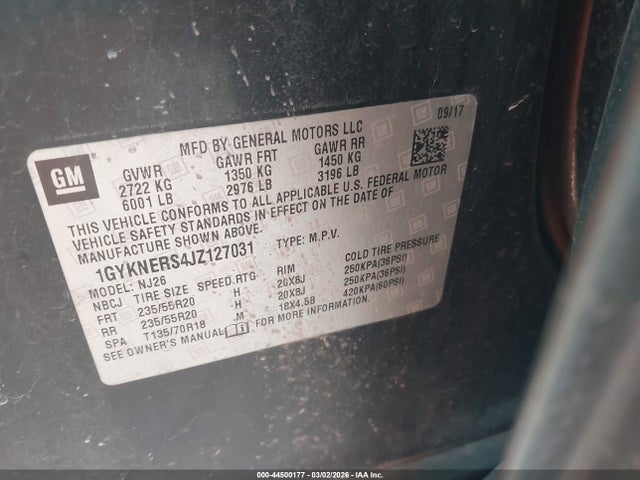 09/17
MFD BY GENERAL MOTORS LLC
GM
GVWR GAWR FRT GAWR RR
2722 KG 1350 KG 1450 KG
6001 LB 2976 LB 3196 LB
THIS VEHICLE CONFORMS TO ALL APPLICABLE U.S. FEDERAL MOTOR
VEHICLE SAFETY STANDARDS IN EFFECT ON THE DATE OF
MANUFACTURE SHOWN ABOVE.
1GYKNERS4JZ127031 TYPE: M.P.V.
MODEL: NJ26
NBCJ TIRE SIZE SPEED.RTG RIM COLD TIRE PRESSURE
FRT 235/55R20 H 20X8J 250KPA(36PSI)
RR 235/55R20 H 20X8J 250KPA(36PSI)
SPA T135/70R18 M 18X4.5B 420KPA(60PSI)
SEE OWNER'S MANUAL FOR MORE INFORMATION.
000-44500177 - 03/02/2026 - IAA Inc.